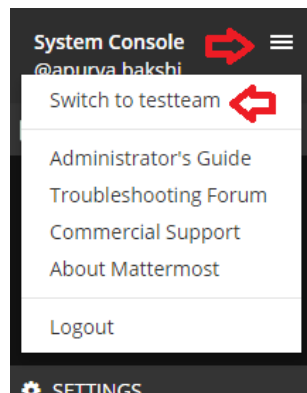 System Console
@apurva.bakshi
Switch to testteam
Administrator's Guide
Troubleshooting Forum
Commercial Support
About Mattermost
Logout
SETTINGS